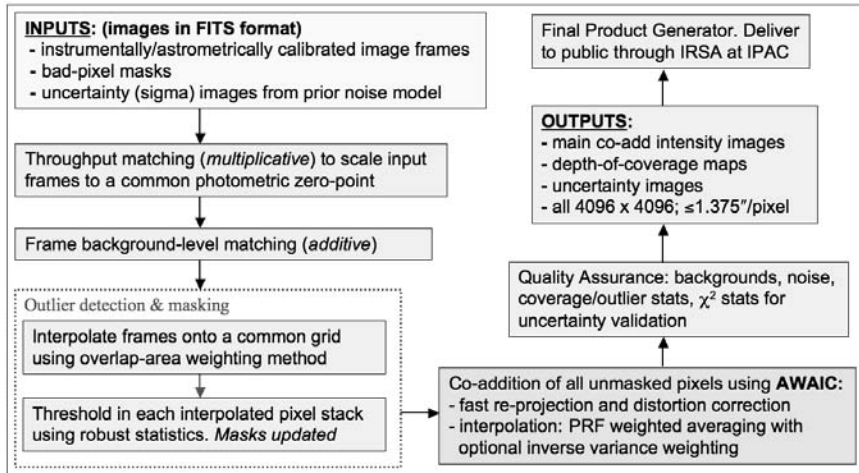 INPUTS: (images in FITS format)
- instrumentally/astrometrically calibrated image frames
- bad-pixel masks
- uncertainty (sigma) images from prior noise model
Throughput matching (multiplicative) to scale input
frames to a common photometric zero-point
Frame background-level matching (additive)
Outlier detection & masking
Interpolate frames onto a common grid
using overlap-area weighting method
Threshold in each interpolated pixel stack
using robust statistics. Masks updated
Co-addition of all unmasked pixels using AWAIC:
- fast re-projection and distortion correction
- interpolation: PRF weighted averaging with
optional inverse variance weighting
Quality Assurance: backgrounds, noise,
coverage/outlier stats, χ² stats for
uncertainty validation
OUTPUTS:
- main co-add intensity images
- depth-of-coverage maps
- uncertainty images
- all 4096 x 4096; ≤1.375″/pixel
Final Product Generator. Deliver
to public through IRSA at IPAC